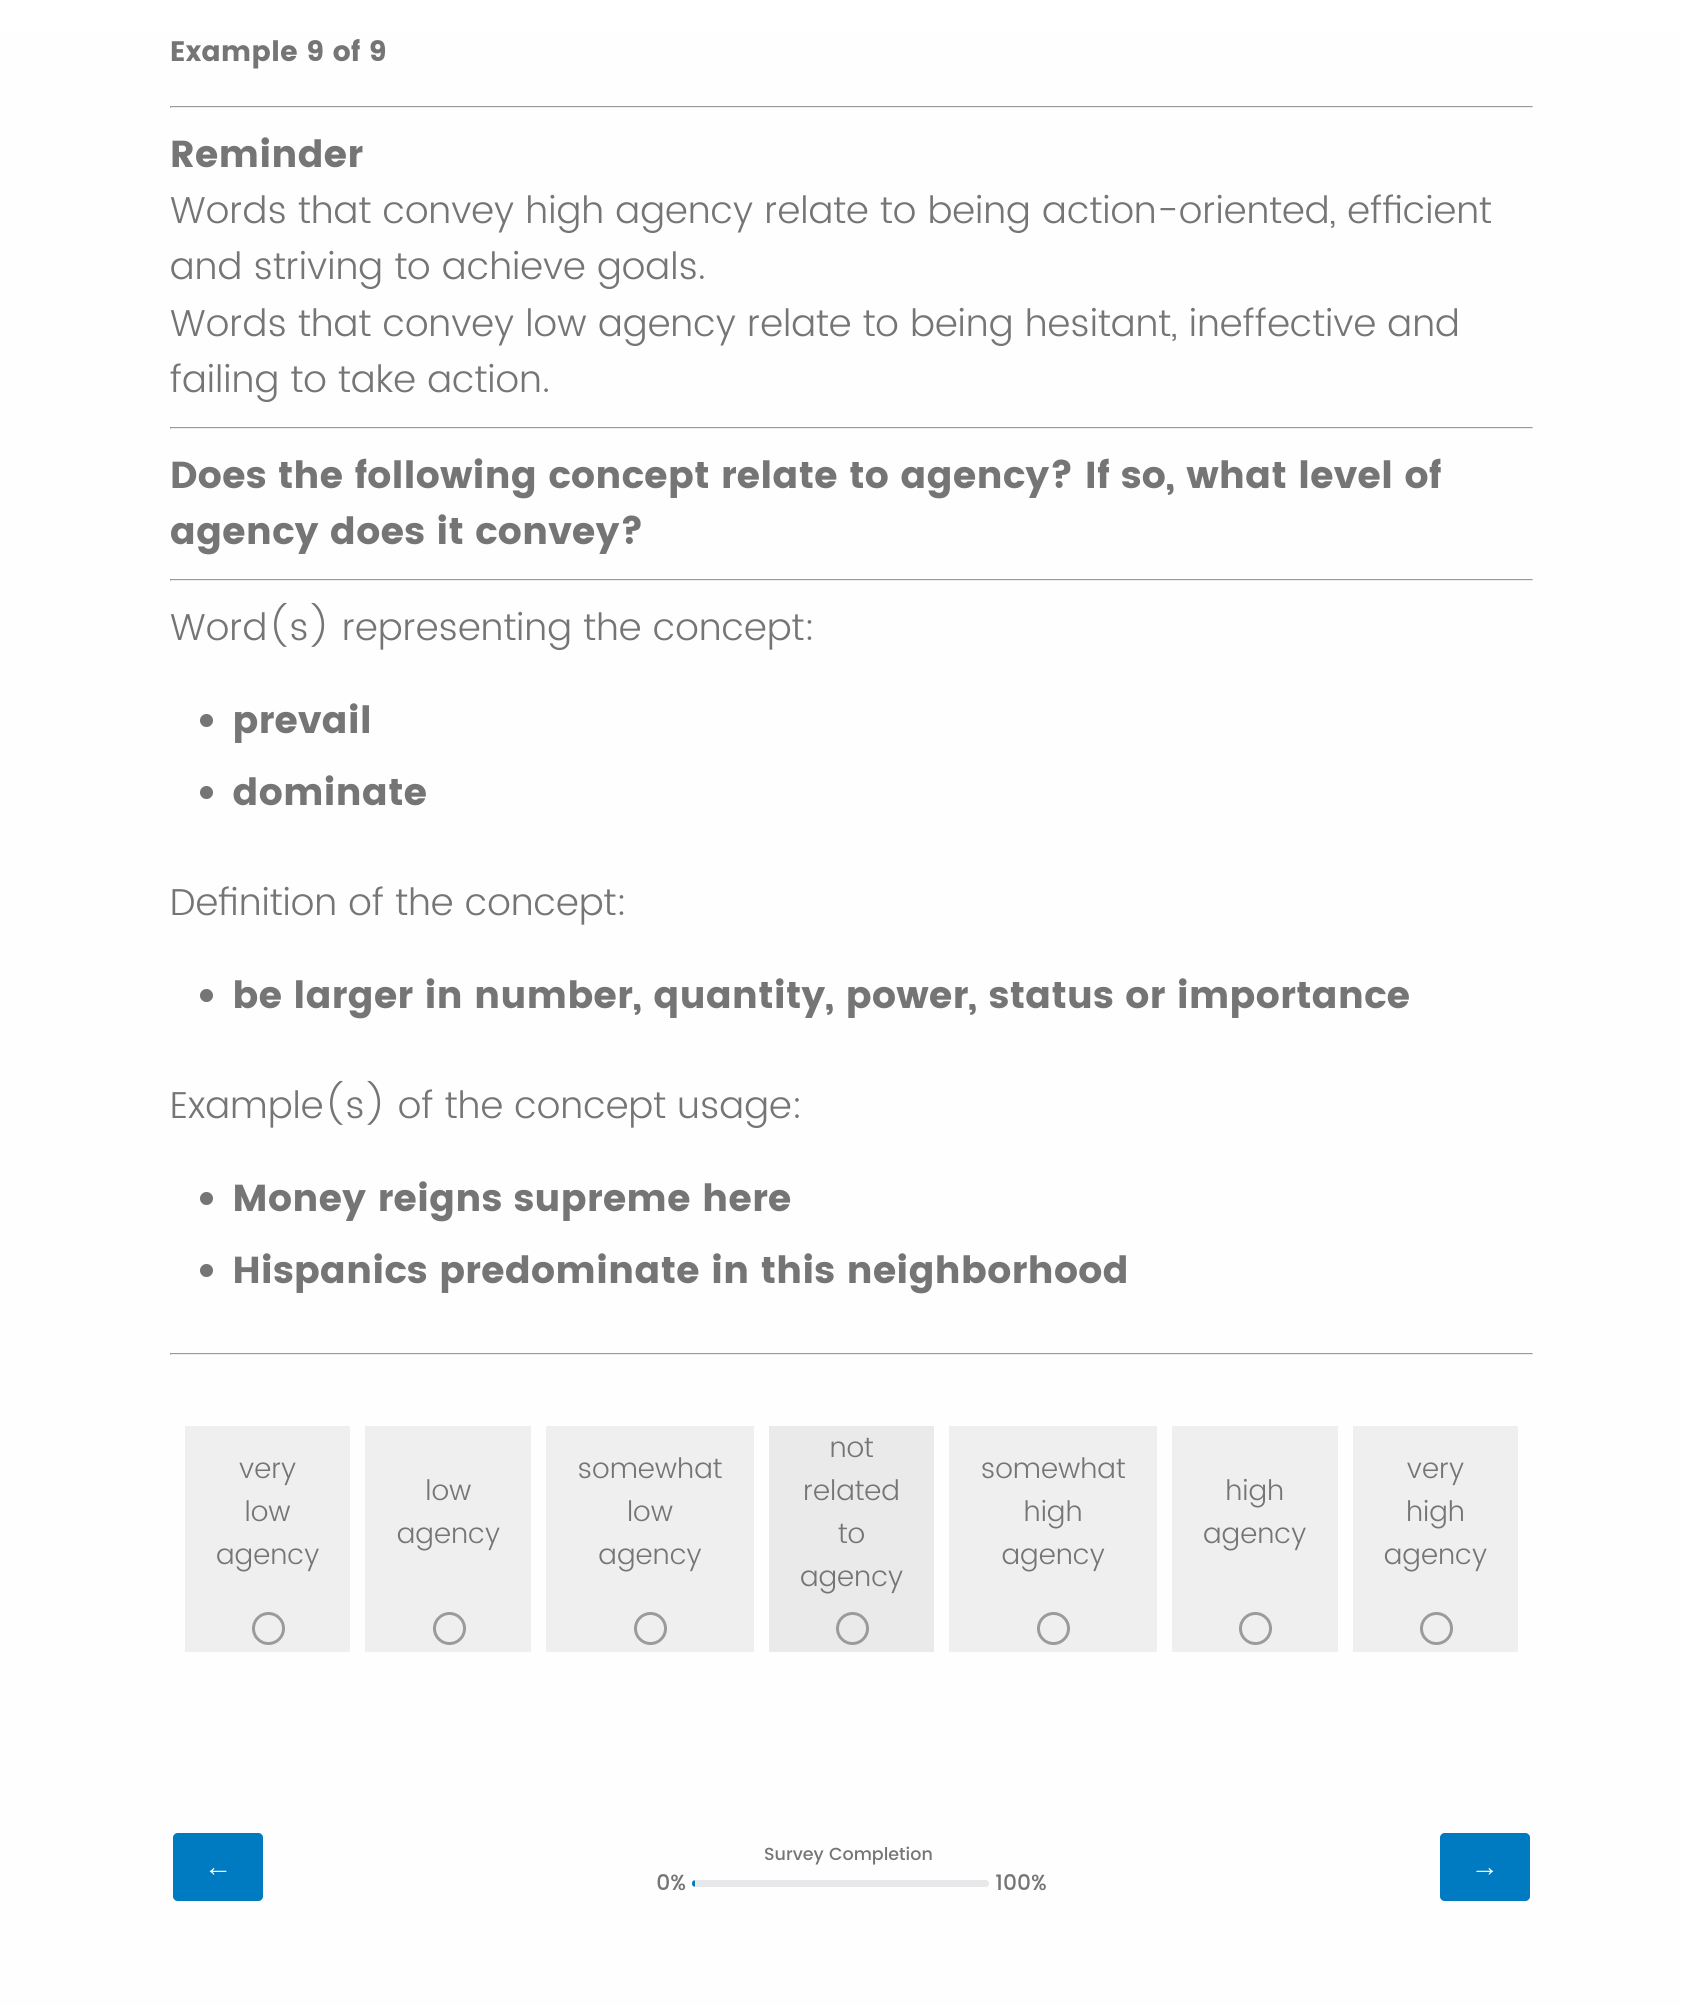 Example 9 of 9
Reminder
Words that convey high agency relate to being action-oriented, efficient
and striving to achieve goals.
Words that convey low agency relate to being hesitant, ineffective and
failing to take action.
Does the following concept relate to agency? If so, what level of
agency does it convey?
Word(s) representing the concept:
• prevail
• dominate
Definition of the concept:
• be larger in number, quantity, power, status or importance
Example(s) of the concept usage:
• Money reigns supreme here
• Hispanics predominate in this neighborhood
very
low
agency
low
agency
somewhat
low
agency
not
related
to
agency
somewhat
high
agency
high
agency
very
high
agency
←
Survey Completion
0% 100%
→